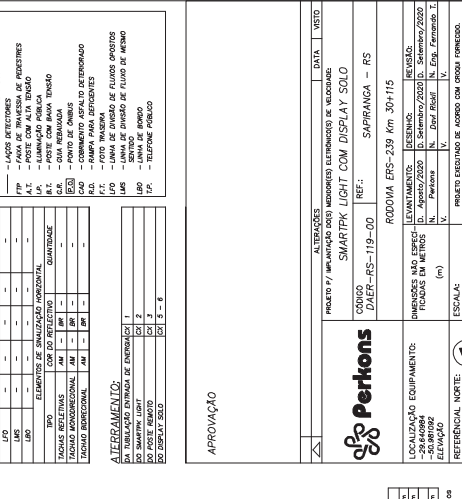 LAÇOS DETECTORES
FTP - FAIXA DE TRAVESSIA DE PEDESTRES
A.T. - POSTE COM ALTA TENSÃO
I.P. - ILUMINAÇÃO PÚBLICA
B.T. - POSTE COM BAIXA TENSÃO
G.R. - GUIA REBAIXADA
P.O. - PONTO DE ÔNIBUS
CAD - COBRIMENTO ASFALTO DETERIORADO
R.D. - RAMPA PARA DEFICIENTES
F.T. - FOTO TRASEIRA
LFO - LINHA DE DIVISÃO DE FLUXOS OPOSTOS
LMS - LINHA DE DIVISÃO DE FLUXO DE MESMO
SENTIDO
LBO - LINHA DE BORDO
T.P. - TELEFONE PÚBLICO
LFO - - - - -
LMS - - - - -
LBO - - - - -
ELEMENTOS DE SINALIZAÇÃO HORIZONTAL
TIPO COR DO REFLECTIVO QUANTIDADE
TACHAS REFLETIVAS AM - BR - -
TACHÃO MONODIRECIONAL AM - BR - -
TACHÃO BIDIRECIONAL AM - BR - -
ATERRAMENTO:
DA TUBULAÇÃO ENTRADA DE ENERGIA CX 1
DO SMARTPK LIGHT CX 2
DO POSTE REMOTO CX 3
DO DISPLAY SOLO CX 5 - 6
APROVAÇÃO
ALTERAÇÕES DATA VISTO
Perkons
PROJETO P/ IMPLANTAÇÃO DO(S) MEDIDOR(ES) ELETRÔNICO(S) DE VELOCIDADE:
SMARTPK LIGHT COM DISPLAY SOLO
CÓDIGO
DAER-RS-119-00
REF.:
SAPIRANGA - RS
RODOVIA ERS-239 Km 30+115
LOCALIZAÇÃO EQUIPAMENTO:
-29.640984
-50.981092
ELEVAÇÃO
DIMENSÕES NÃO ESPECI-
FICADAS EM METROS
(m)
LEVANTAMENTO:
D. Agosto/2020
N. Perkons
V.
DESENHO:
D. Setembro/2020
N. Davi Rickli
V.
REVISÃO:
D. Setembro/2020
N. Eng. Fernando T.
V.
REFERÊNCIAL NORTE:
ESCALA:
PROJETO EXECUTADO DE ACORDO COM CROQUI FORNECIDO.